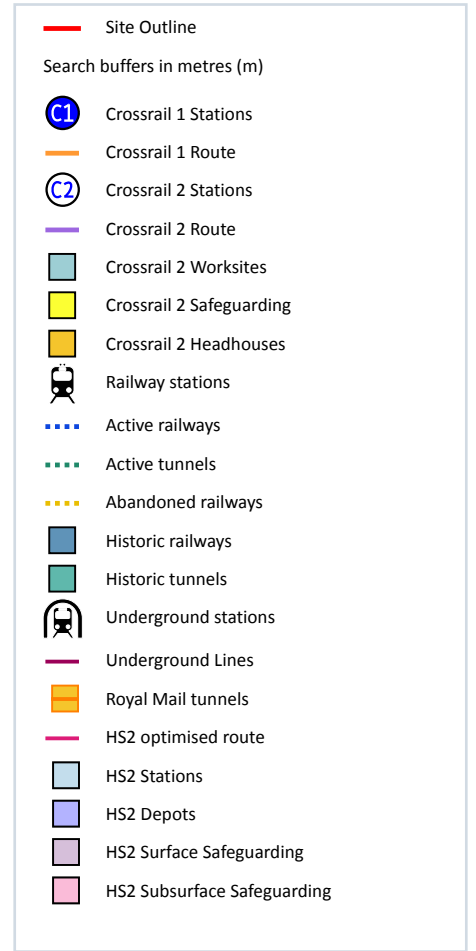 Site Outline
Search buffers in metres (m)
C1 Crossrail 1 Stations
Crossrail 1 Route
C2 Crossrail 2 Stations
Crossrail 2 Route
Crossrail 2 Worksites
Crossrail 2 Safeguarding
Crossrail 2 Headhouses
Railway stations
Active railways
Active tunnels
Abandoned railways
Historic railways
Historic tunnels
Underground stations
Underground Lines
Royal Mail tunnels
HS2 optimised route
HS2 Stations
HS2 Depots
HS2 Surface Safeguarding
HS2 Subsurface Safeguarding